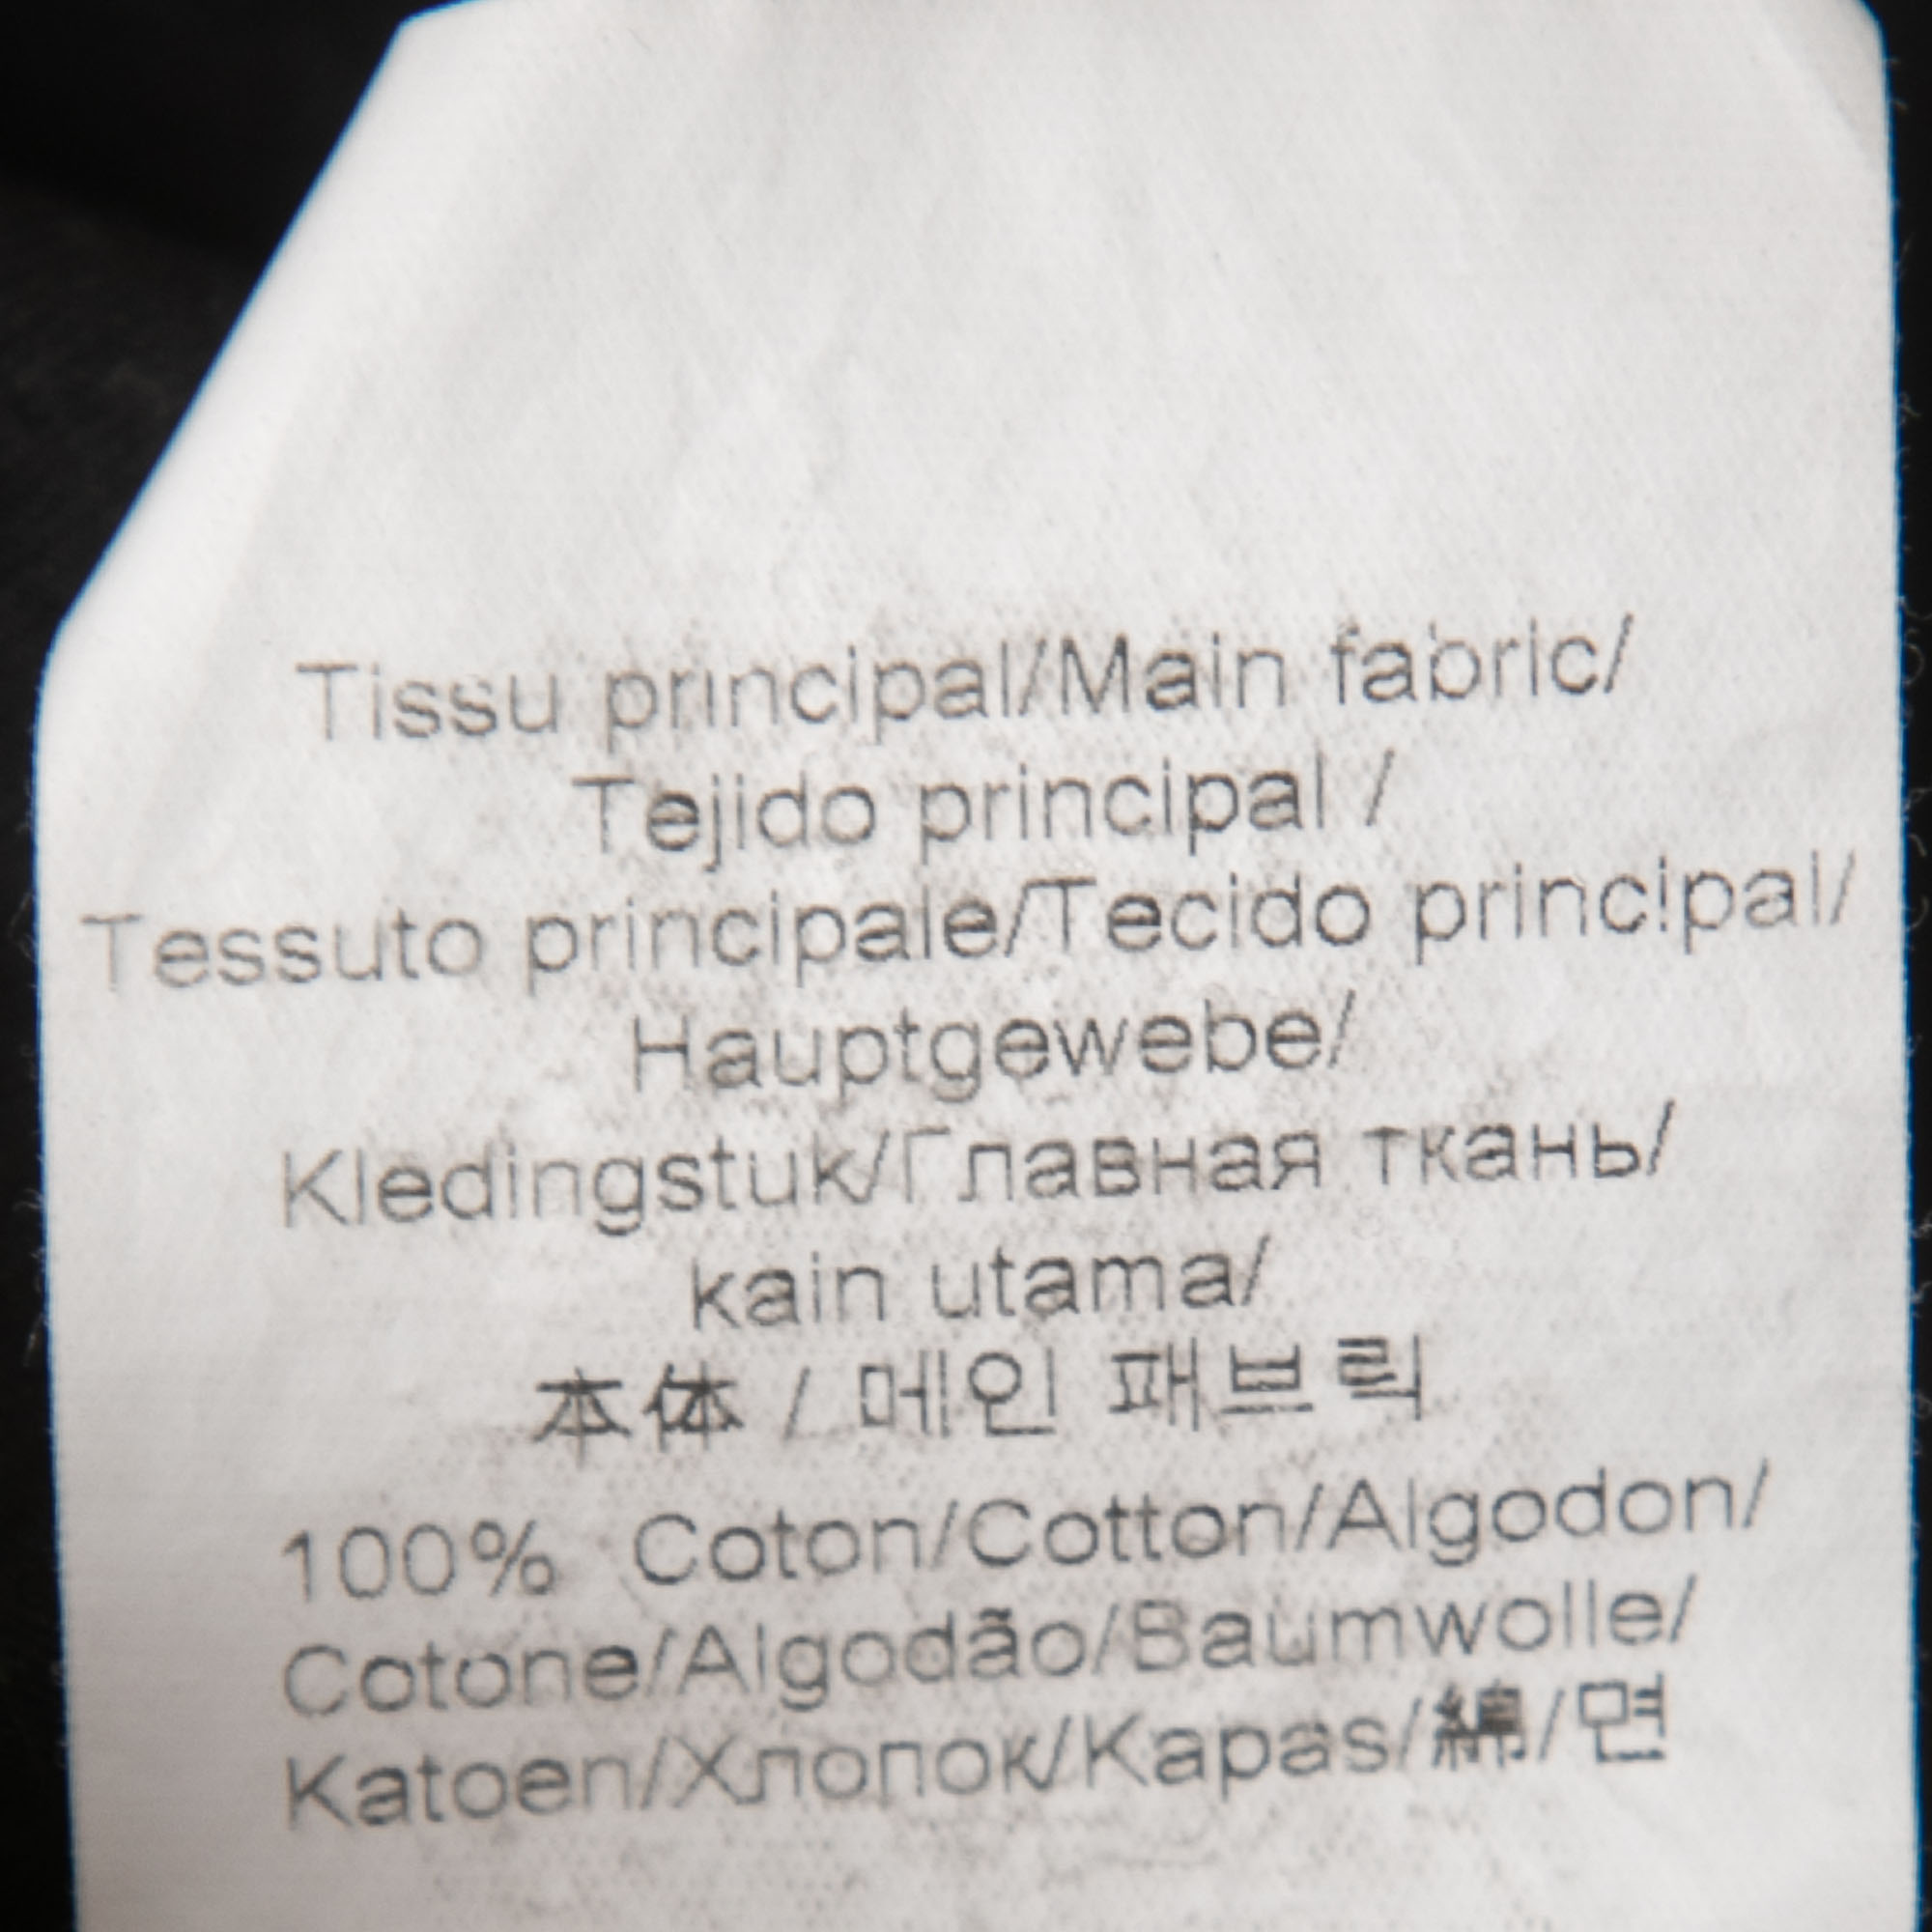 Tissu principal/Main fabric/
Tejido principal /
Tessuto principale/Tecido principal/
Hauptgewebe/
Kledingstuk/Главная ткань/
kain utama/
本体 / 메인 패브릭
100% Coton/Cotton/Algodon/
Cotone/Algodão/Baumwolle/
Katoen/Хлопок/Kapas/綿/면